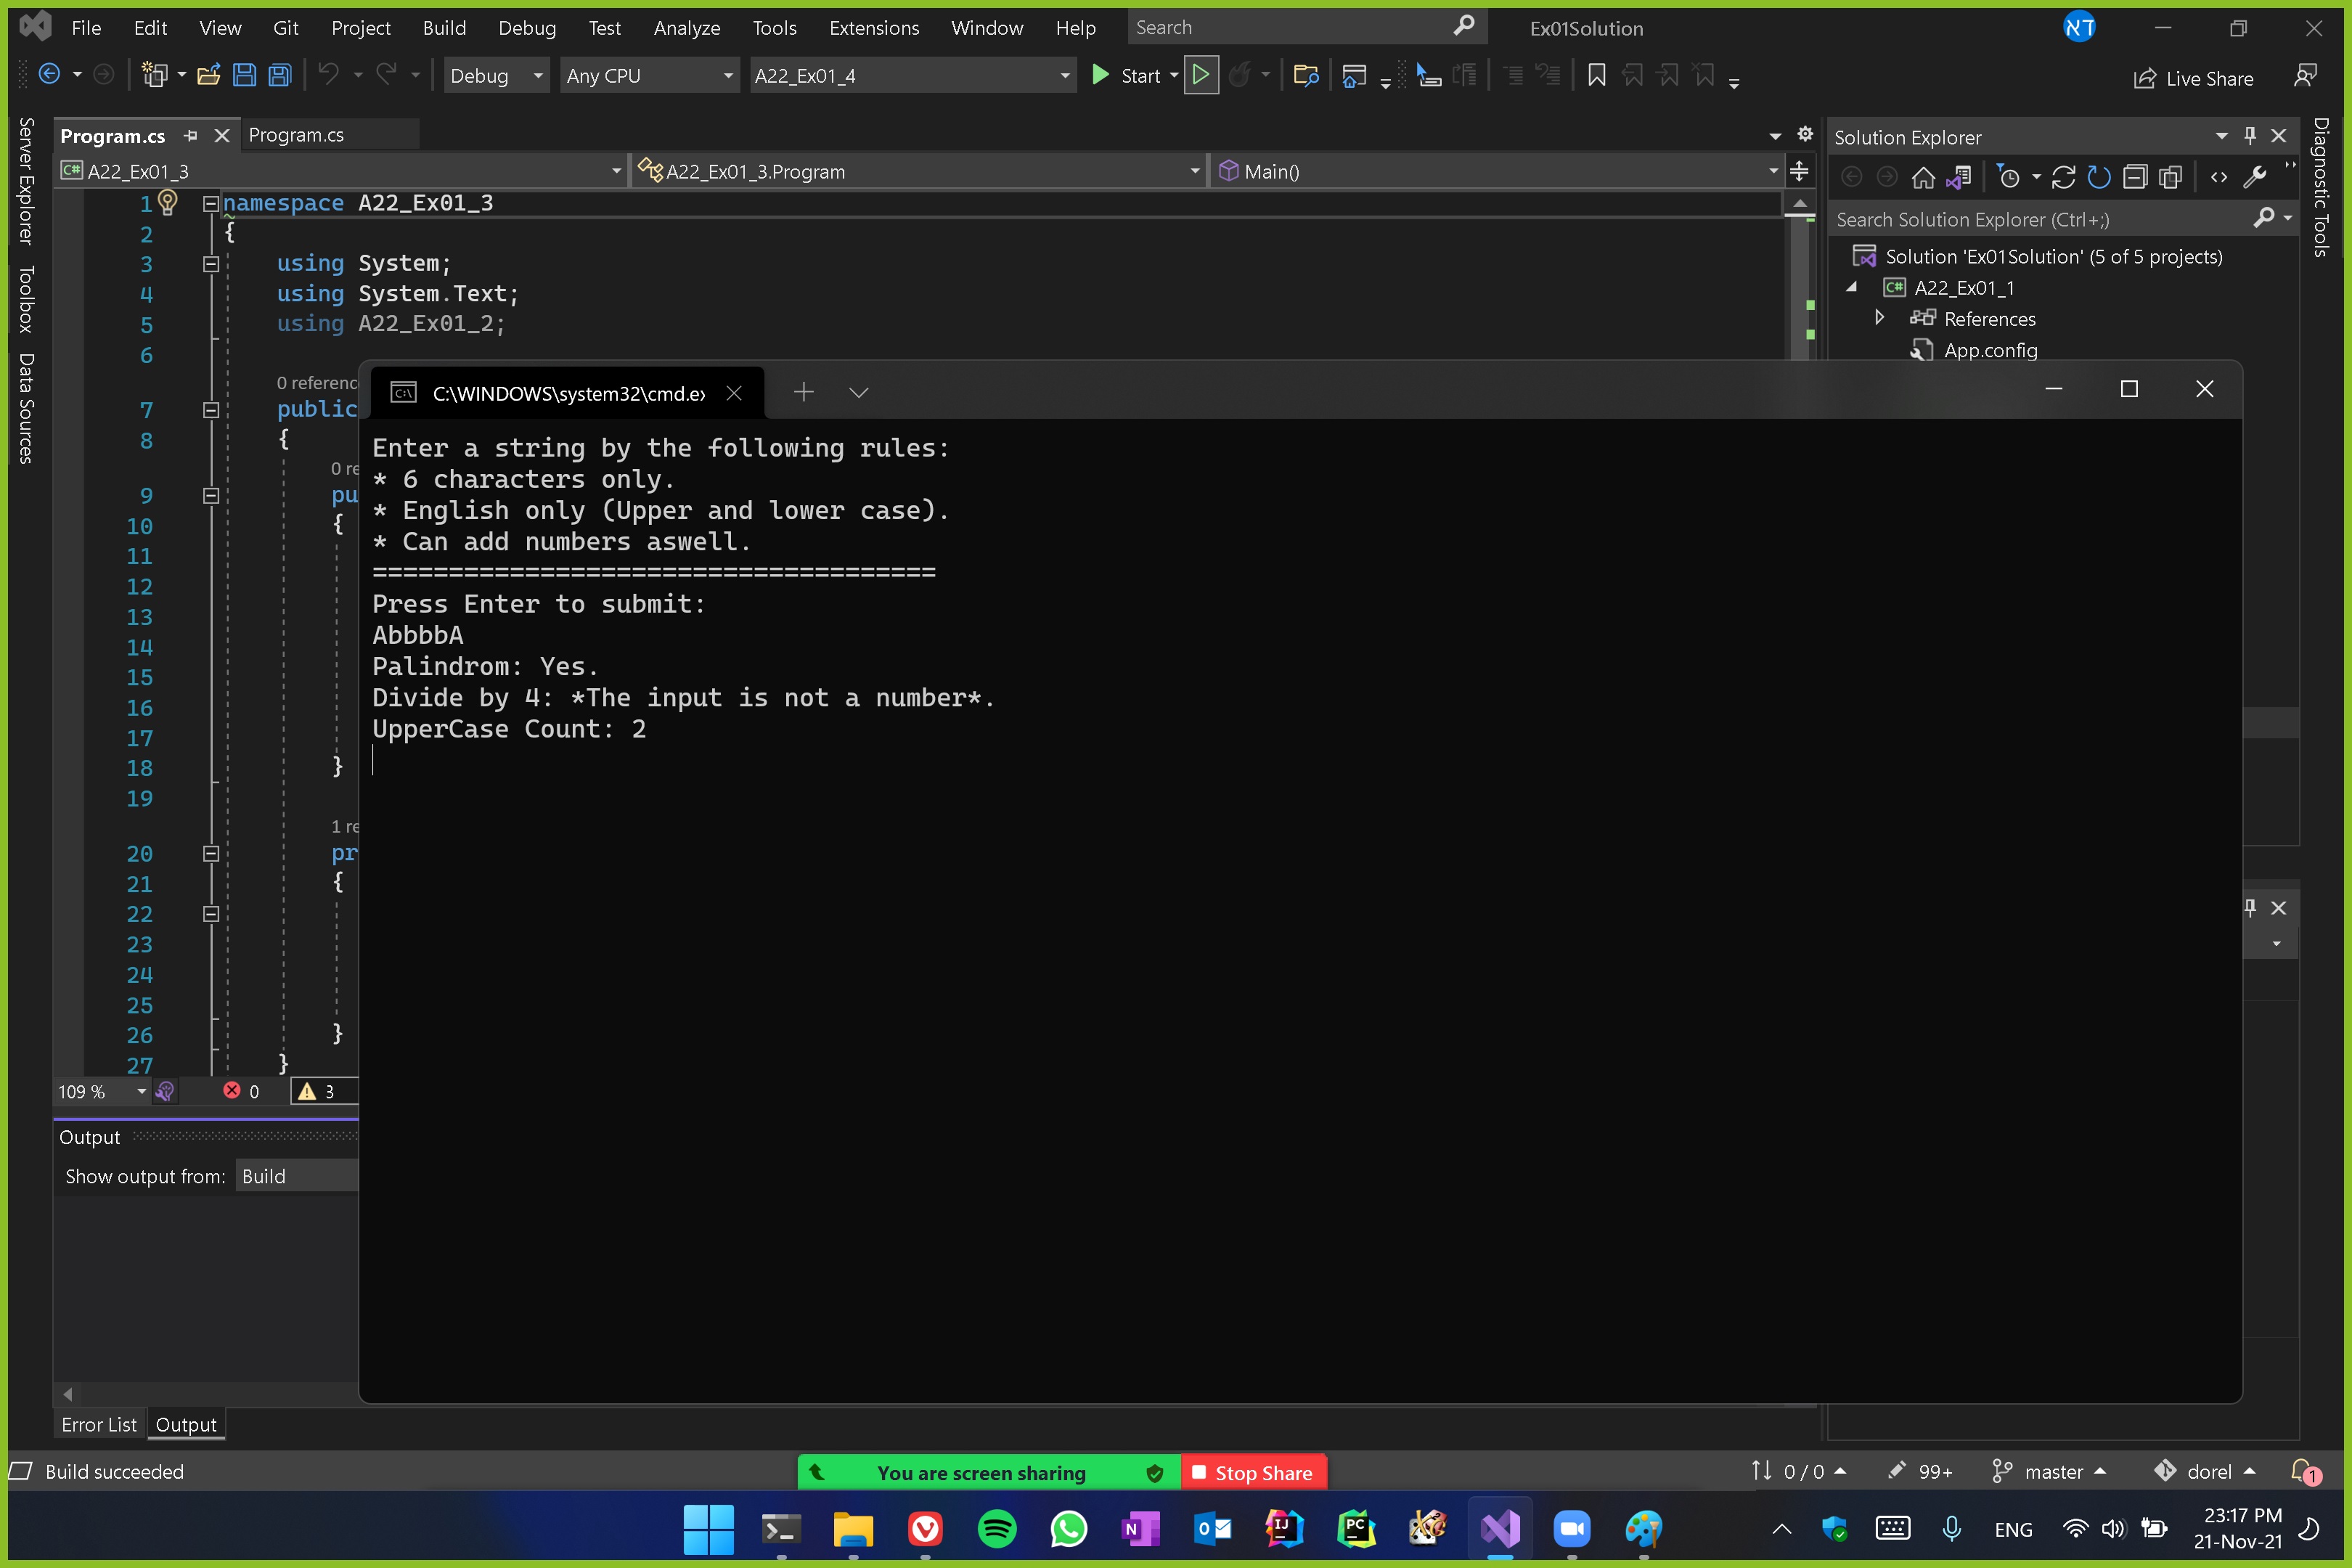 File Edit View Git Project Build Debug Test Analyze Tools Extensions Window Help Search Ex01Solution דא
Debug Any CPU A22_Ex01_4 Start Live Share
Server Explorer
Toolbox
Data Sources
Program.cs Program.cs
A22_Ex01_3 A22_Ex01_3.Program Main()
1 namespace A22_Ex01_3
2 {
3 using System;
4 using System.Text;
5 using A22_Ex01_2;
6
0 referenc
7 public
8 {
0 re
9 pu
10 {
11
12
13
14
15
16
17
18 }
19
1 re
20 pr
21 {
22
23
24
25
26 }
27 }
109 % 0 3
Output
Show output from: Build
Error List Output
Solution Explorer
Search Solution Explorer (Ctrl+;)
Solution 'Ex01Solution' (5 of 5 projects)
C# A22_Ex01_1
References
App.config
Diagnostic Tools
C:\WINDOWS\system32\cmd.ex
Enter a string by the following rules:
* 6 characters only.
* English only (Upper and lower case).
* Can add numbers aswell.
=====================================
Press Enter to submit:
AbbbbA
Palindrom: Yes.
Divide by 4: *The input is not a number*.
UpperCase Count: 2
Build succeeded
You are screen sharing Stop Share
0 / 0 99+ master dorel 1
ENG
23:17 PM
21-Nov-21